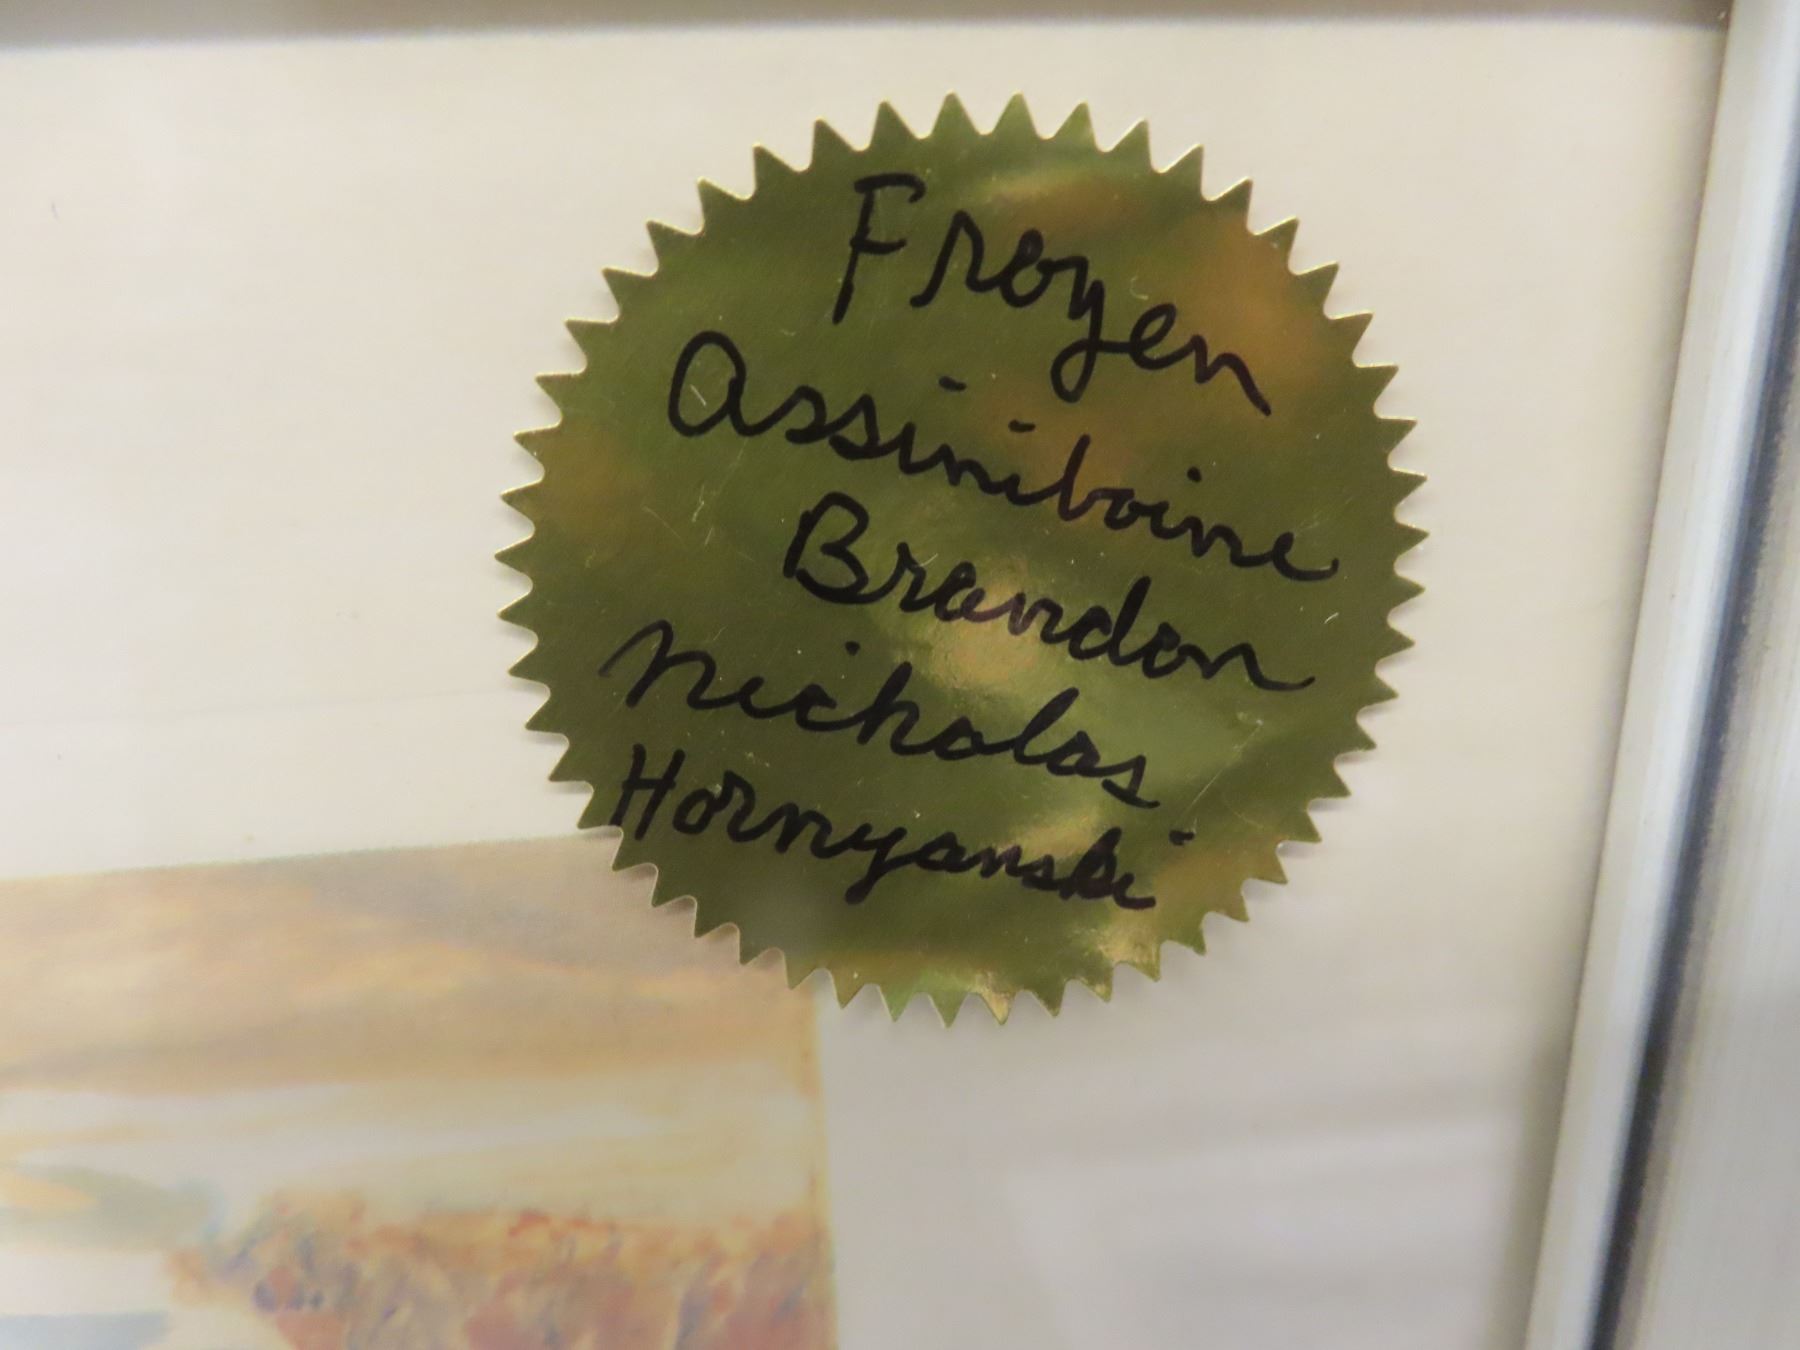 Frozen
Assiniboine
Brandon
Nicholas
Hornyanski